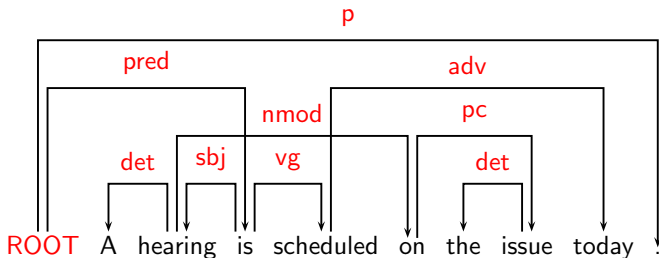 p
pred adv
nmod pc
det sbj vg det
ROOT A hearing is scheduled on the issue today .